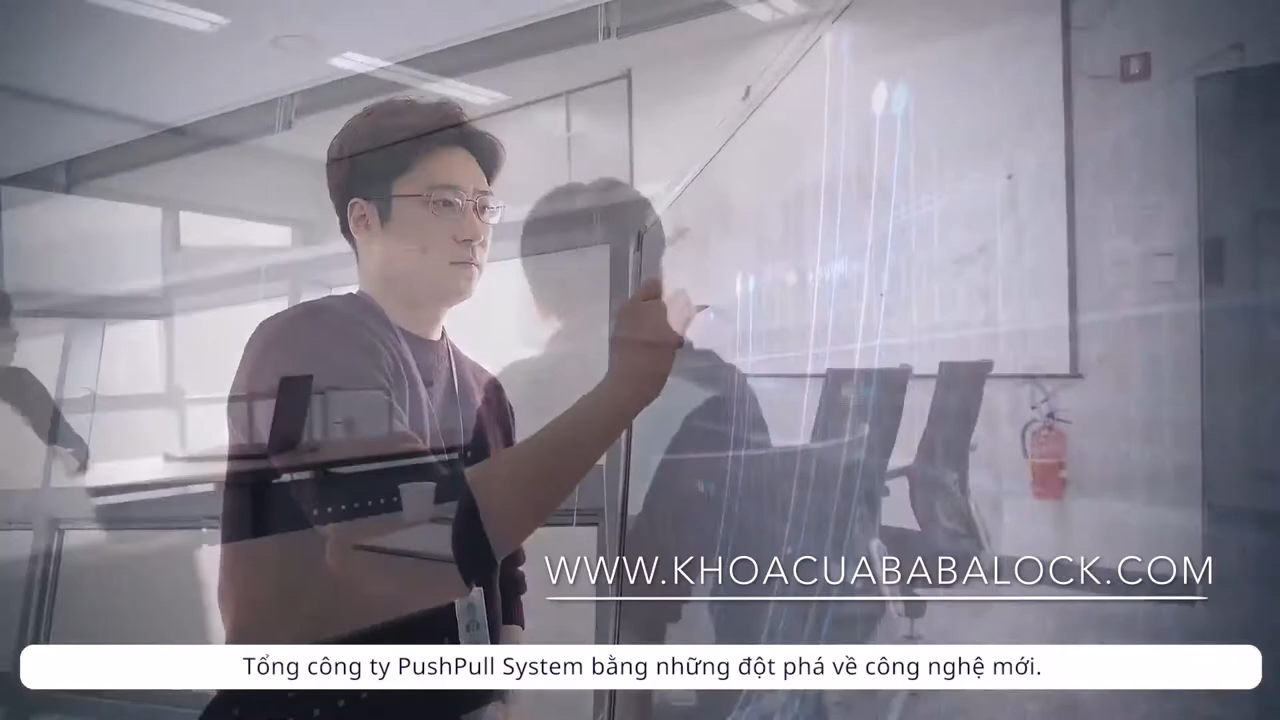 WWW.KHOACUABABALOCK.COM
Tổng công ty PushPull System bằng những đột phá về công nghệ mới.